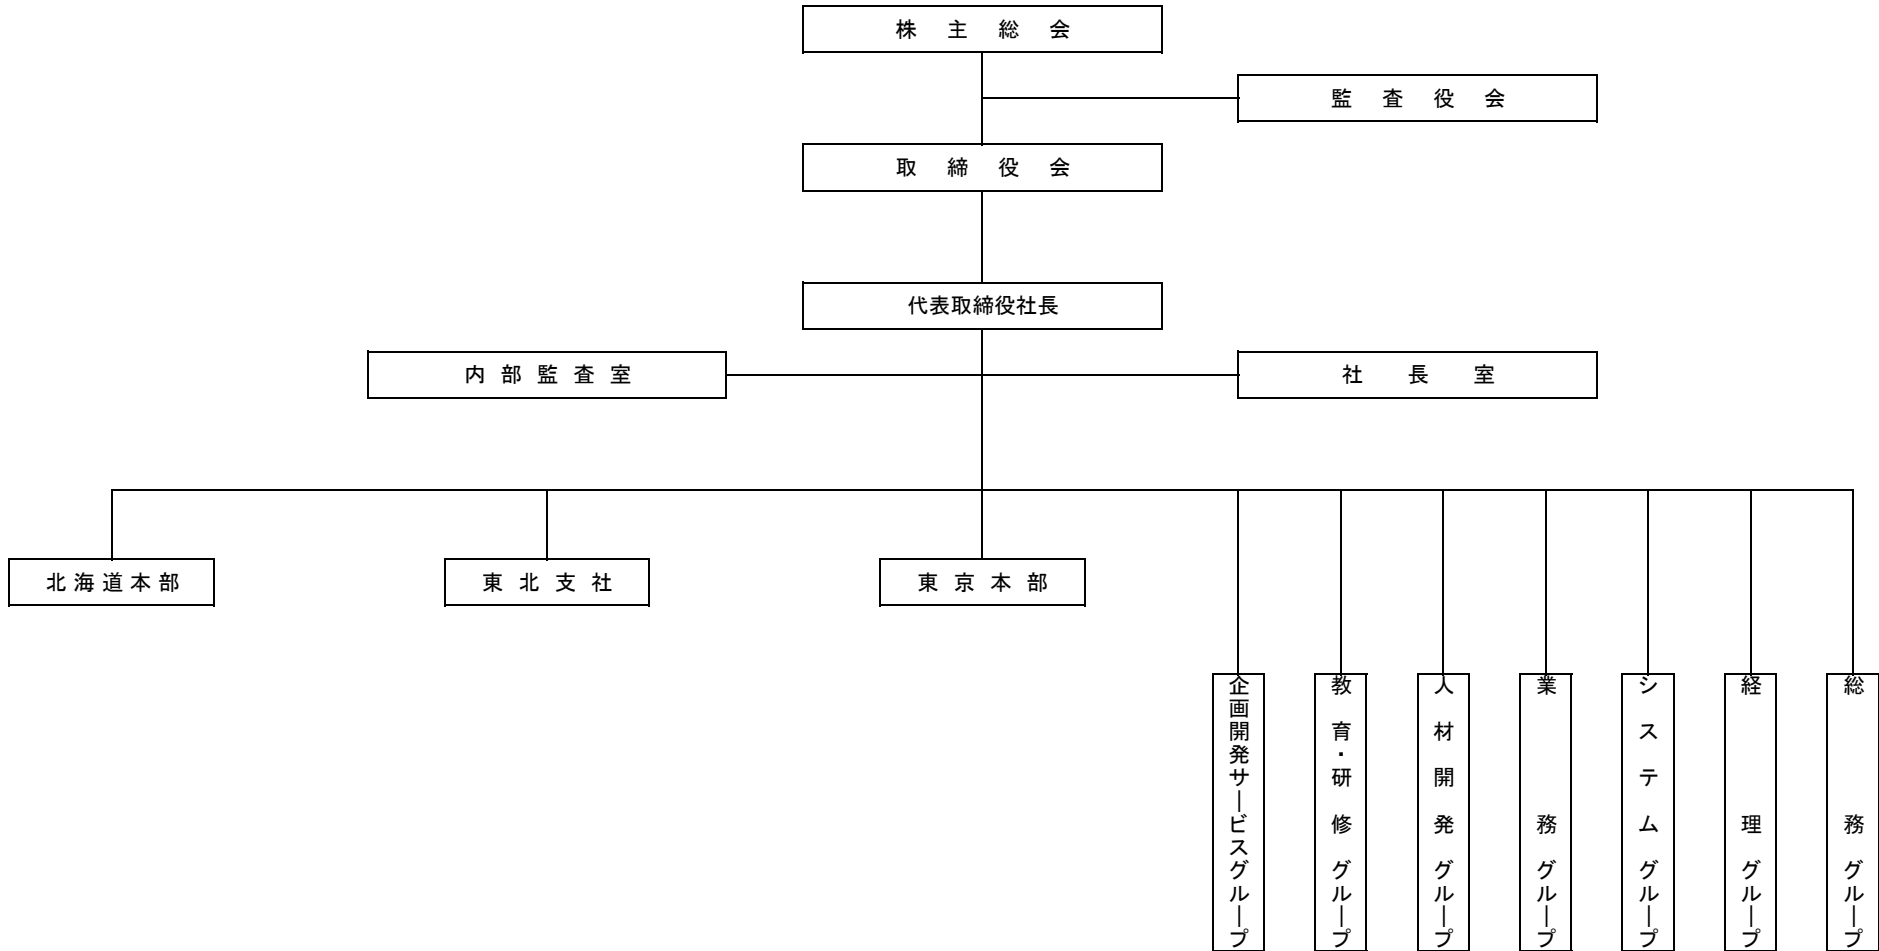 株主総会
監査役会
取締役会
代表取締役社長
内部監査室
社長室
北海道本部
東北支社
東京本部
企画開発サービスグループ
教育・研修グループ
人材開発グループ
業務グループ
システムグループ
経理グループ
総務グループ